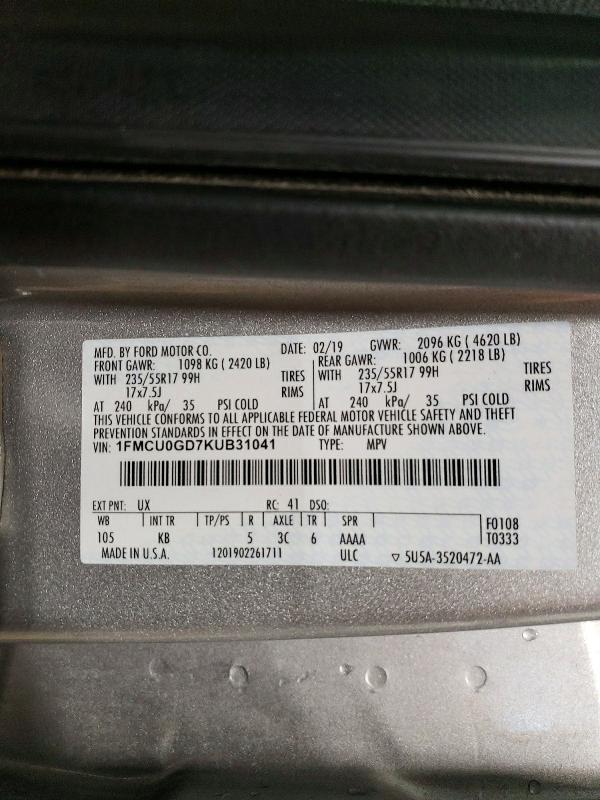 MFD. BY FORD MOTOR CO. DATE: 02/19 GVWR: 2096 KG ( 4620 LB)
FRONT GAWR: 1098 KG ( 2420 LB) REAR GAWR: 1006 KG ( 2218 LB)
WITH 235/55R17 99H TIRES WITH 235/55R17 99H TIRES
17x7.5J RIMS 17x7.5J RIMS
AT 240 kPa/ 35 PSI COLD AT 240 kPa/ 35 PSI COLD
THIS VEHICLE CONFORMS TO ALL APPLICABLE FEDERAL MOTOR VEHICLE SAFETY AND THEFT
PREVENTION STANDARDS IN EFFECT ON THE DATE OF MANUFACTURE SHOWN ABOVE.
VIN: 1FMCU0GD7KUB31041 TYPE: MPV
EXT PNT: UX RC: 41 DSO:
WB INT TR TP/PS R AXLE TR SPR F0108
105 KB 5 3C 6 AAAA T0333
MADE IN U.S.A. 1201902261711 ULC ▽ 5U5A-3520472-AA